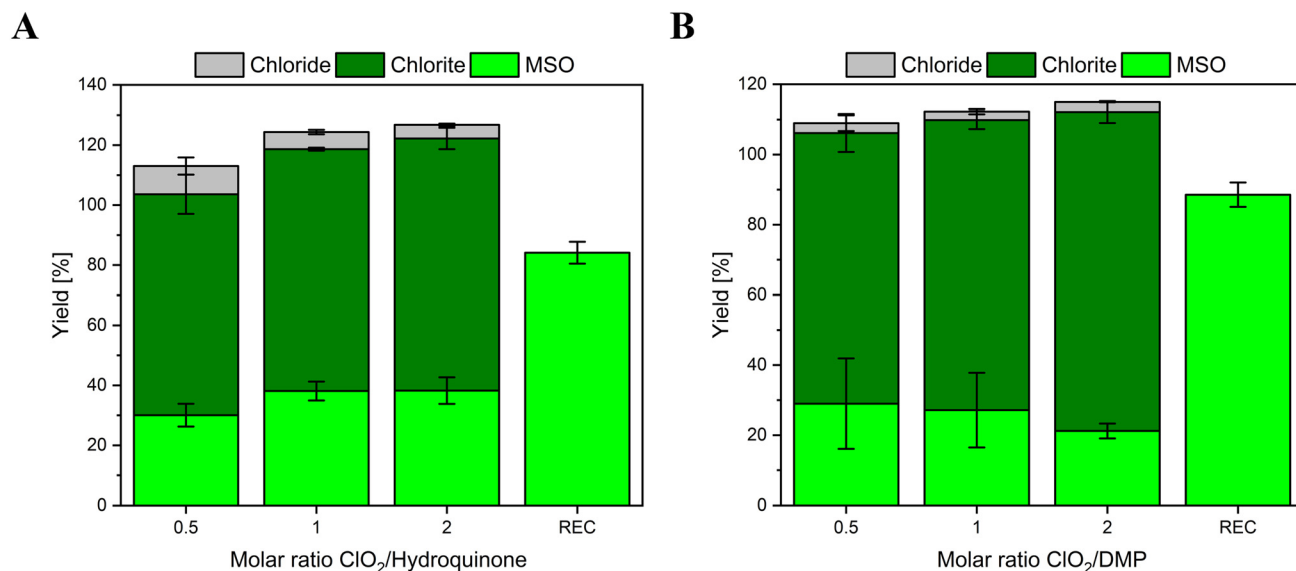 A
Chloride Chlorite MSO
140
120
100
80
60
40
20
0
Yield [%]
0.5 1 2 REC
Molar ratio ClO₂/Hydroquinone
B
Chloride Chlorite MSO
120
100
80
60
40
20
0
Yield [%]
0.5 1 2 REC
Molar ratio ClO₂/DMP